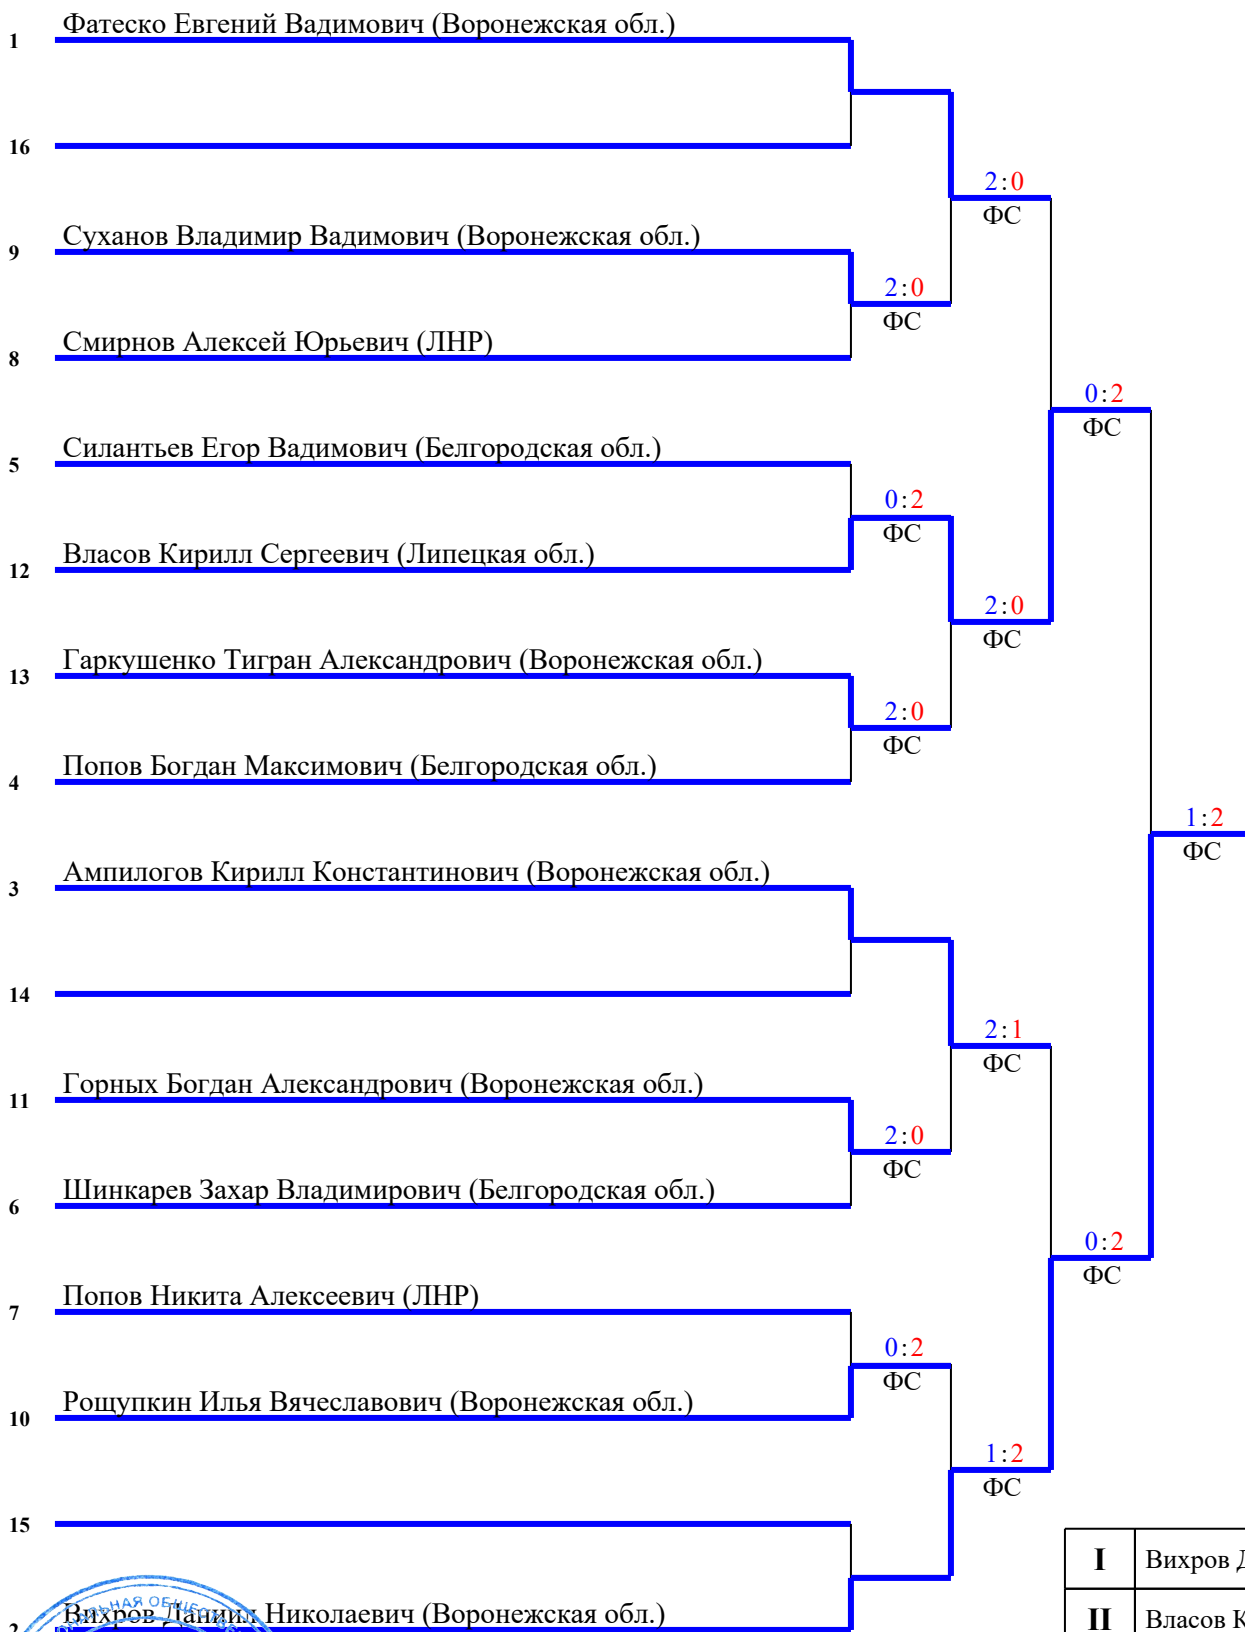 Фатеско Евгений Вадимович (Воронежская обл.)
1
16
2:0
ФС
Суханов Владимир Вадимович (Воронежская обл.)
9
2:0
ФС
Смирнов Алексей Юрьевич (ЛНР)
8
0:2
ФС
Силантьев Егор Вадимович (Белгородская обл.)
5
0:2
ФС
Власов Кирилл Сергеевич (Липецкая обл.)
12
2:0
ФС
Гаркушенко Тигран Александрович (Воронежская обл.)
13
2:0
ФС
Попов Богдан Максимович (Белгородская обл.)
4
1:2
ФС
Ампилогов Кирилл Константинович (Воронежская обл.)
3
14
2:1
ФС
Горных Богдан Александрович (Воронежская обл.)
11
2:0
ФС
Шинкарев Захар Владимирович (Белгородская обл.)
6
0:2
ФС
Попов Никита Алексеевич (ЛНР)
7
0:2
ФС
Рощупкин Илья Вячеславович (Воронежская обл.)
10
1:2
ФС
15
I Вихров Д
Вихров Даниил Николаевич (Воронежская обл.)
2
II Власов К